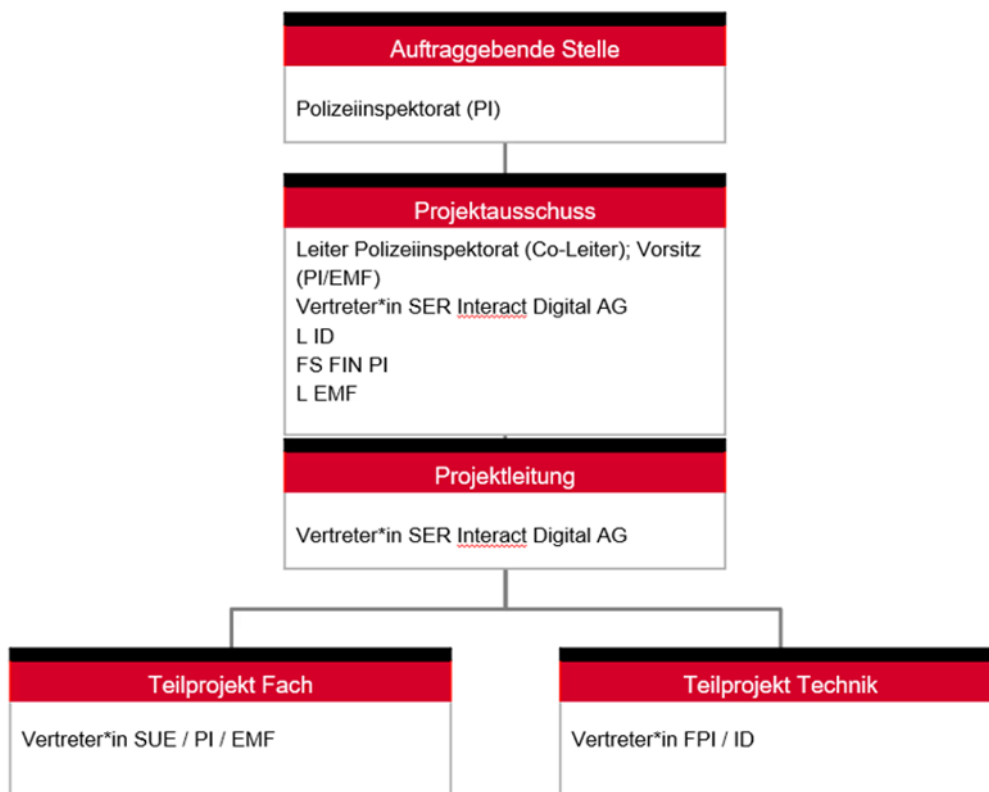 Auftraggebende Stelle
Polizeiinspektorat (PI)
Projektausschuss
Leiter Polizeiinspektorat (Co-Leiter); Vorsitz
(PI/EMF)
Vertreter*in SER Interact Digital AG
L ID
FS FIN PI
L EMF
Projektleitung
Vertreter*in SER Interact Digital AG
Teilprojekt Fach
Vertreter*in SUE / PI / EMF
Teilprojekt Technik
Vertreter*in FPI / ID